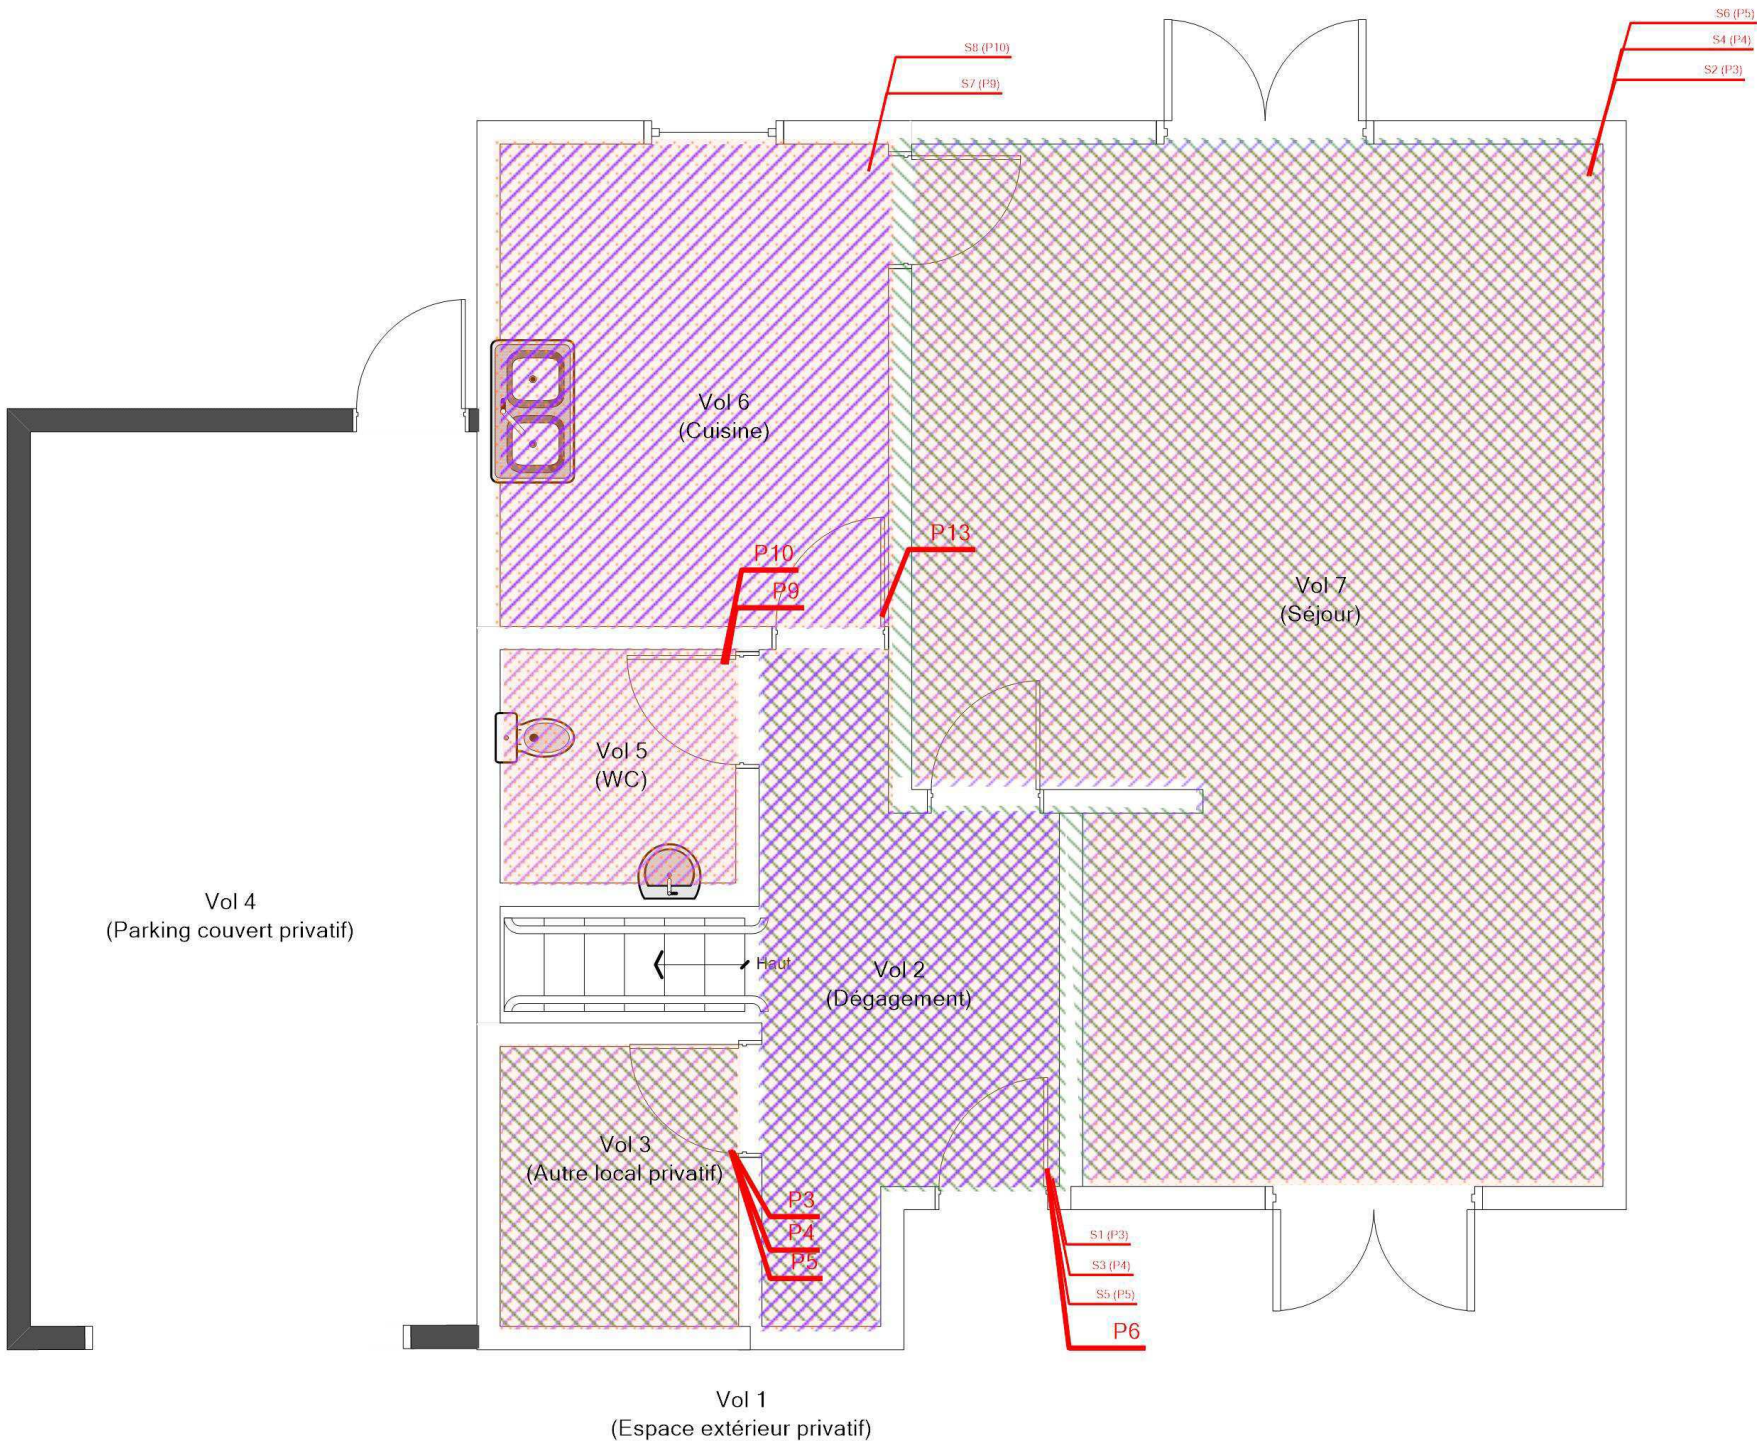 S6 (P5)
S4 (P4)
S2 (P3)
S8 (P10)
S7 (P9)
Vol 6
(Cuisine)
P13
P10
P9
Vol 7
(Séjour)
Vol 5
(WC)
Vol 4
(Parking couvert privatif)
Haut
Vol 2
(Dégagement)
Vol 3
(Autre local privatif)
P3
P4
P5
S1 (P3)
S3 (P4)
S5 (P5)
P6
Vol 1
(Espace extérieur privatif)